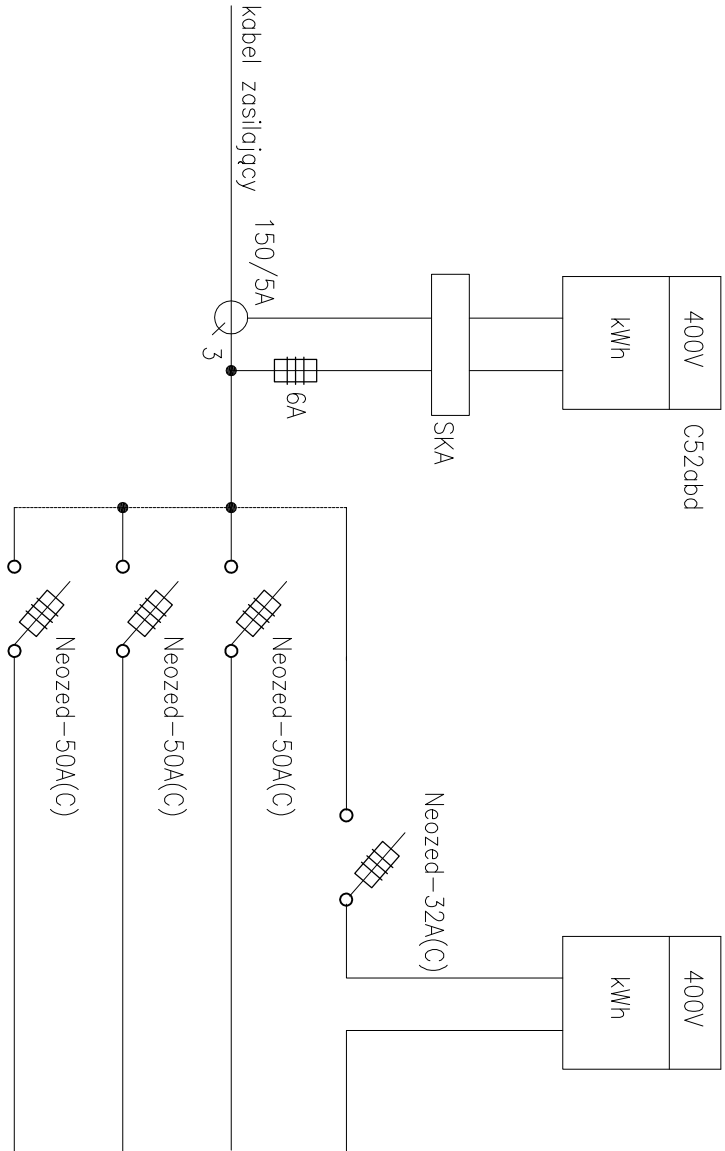 kabel zasilający
150/5A
3
6A
SKA
400V
kWh
C52abd
Neozed-50A(C)
Neozed-50A(C)
Neozed-50A(C)
Neozed-32A(C)
400V
kWh